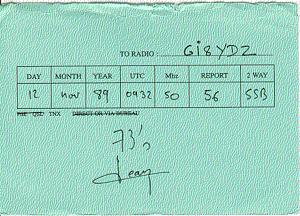 TO RADIO GI8YDZ
DAY MONTH YEAR UTC Mhz REPORT 2 WAY
12 Nov 89 0932 50 56 SSB
PSE QSL TNX DIRECT OR VIA BUREAU
73's